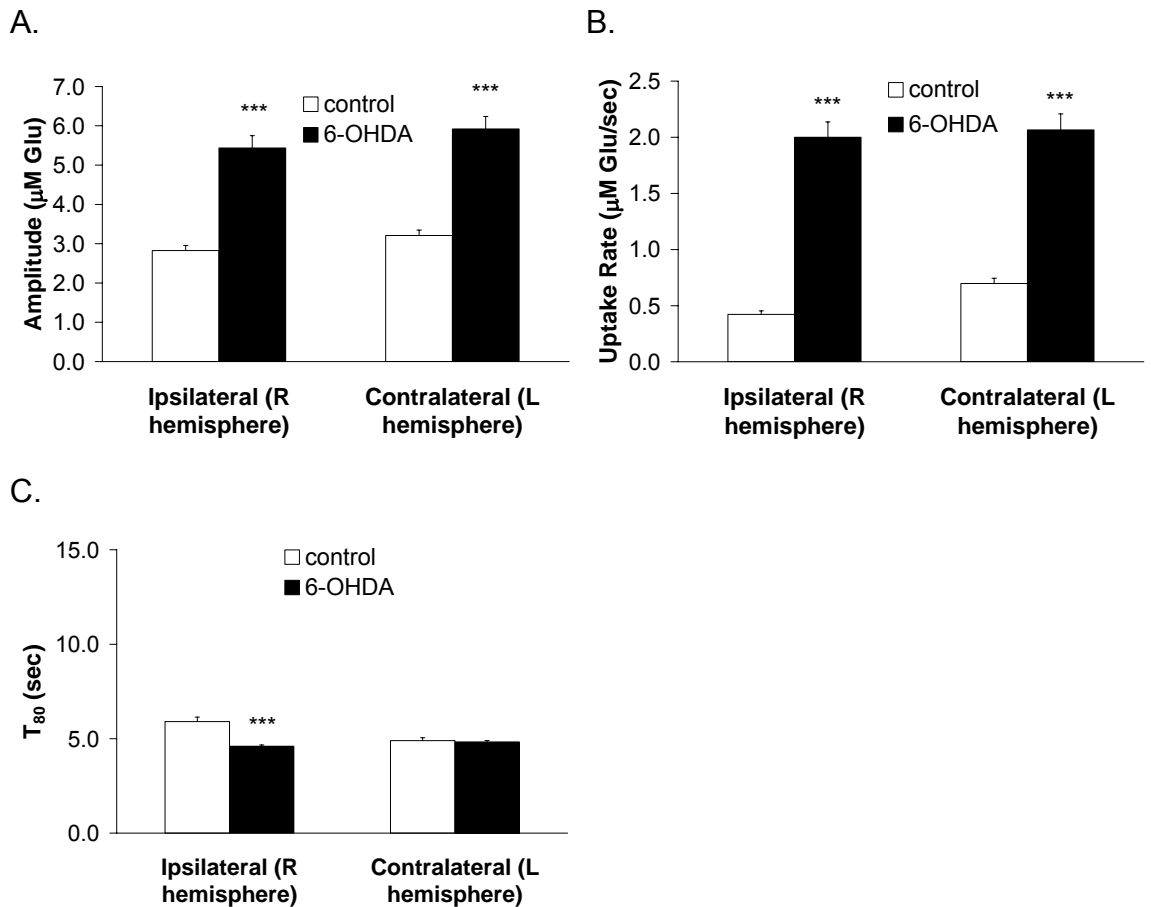 A.
Amplitude (μM Glu)
7.0
6.0
5.0
4.0
3.0
2.0
1.0
0.0
***
***
control
6-OHDA
Ipsilateral (R
hemisphere)
Contralateral (L
hemisphere)
B.
Uptake Rate (μM Glu/sec)
2.5
2.0
1.5
1.0
0.5
0.0
***
***
control
6-OHDA
Ipsilateral (R
hemisphere)
Contralateral (L
hemisphere)
C.
T80 (sec)
15.0
10.0
5.0
0.0
control
6-OHDA
***
Ipsilateral (R
hemisphere)
Contralateral (L
hemisphere)